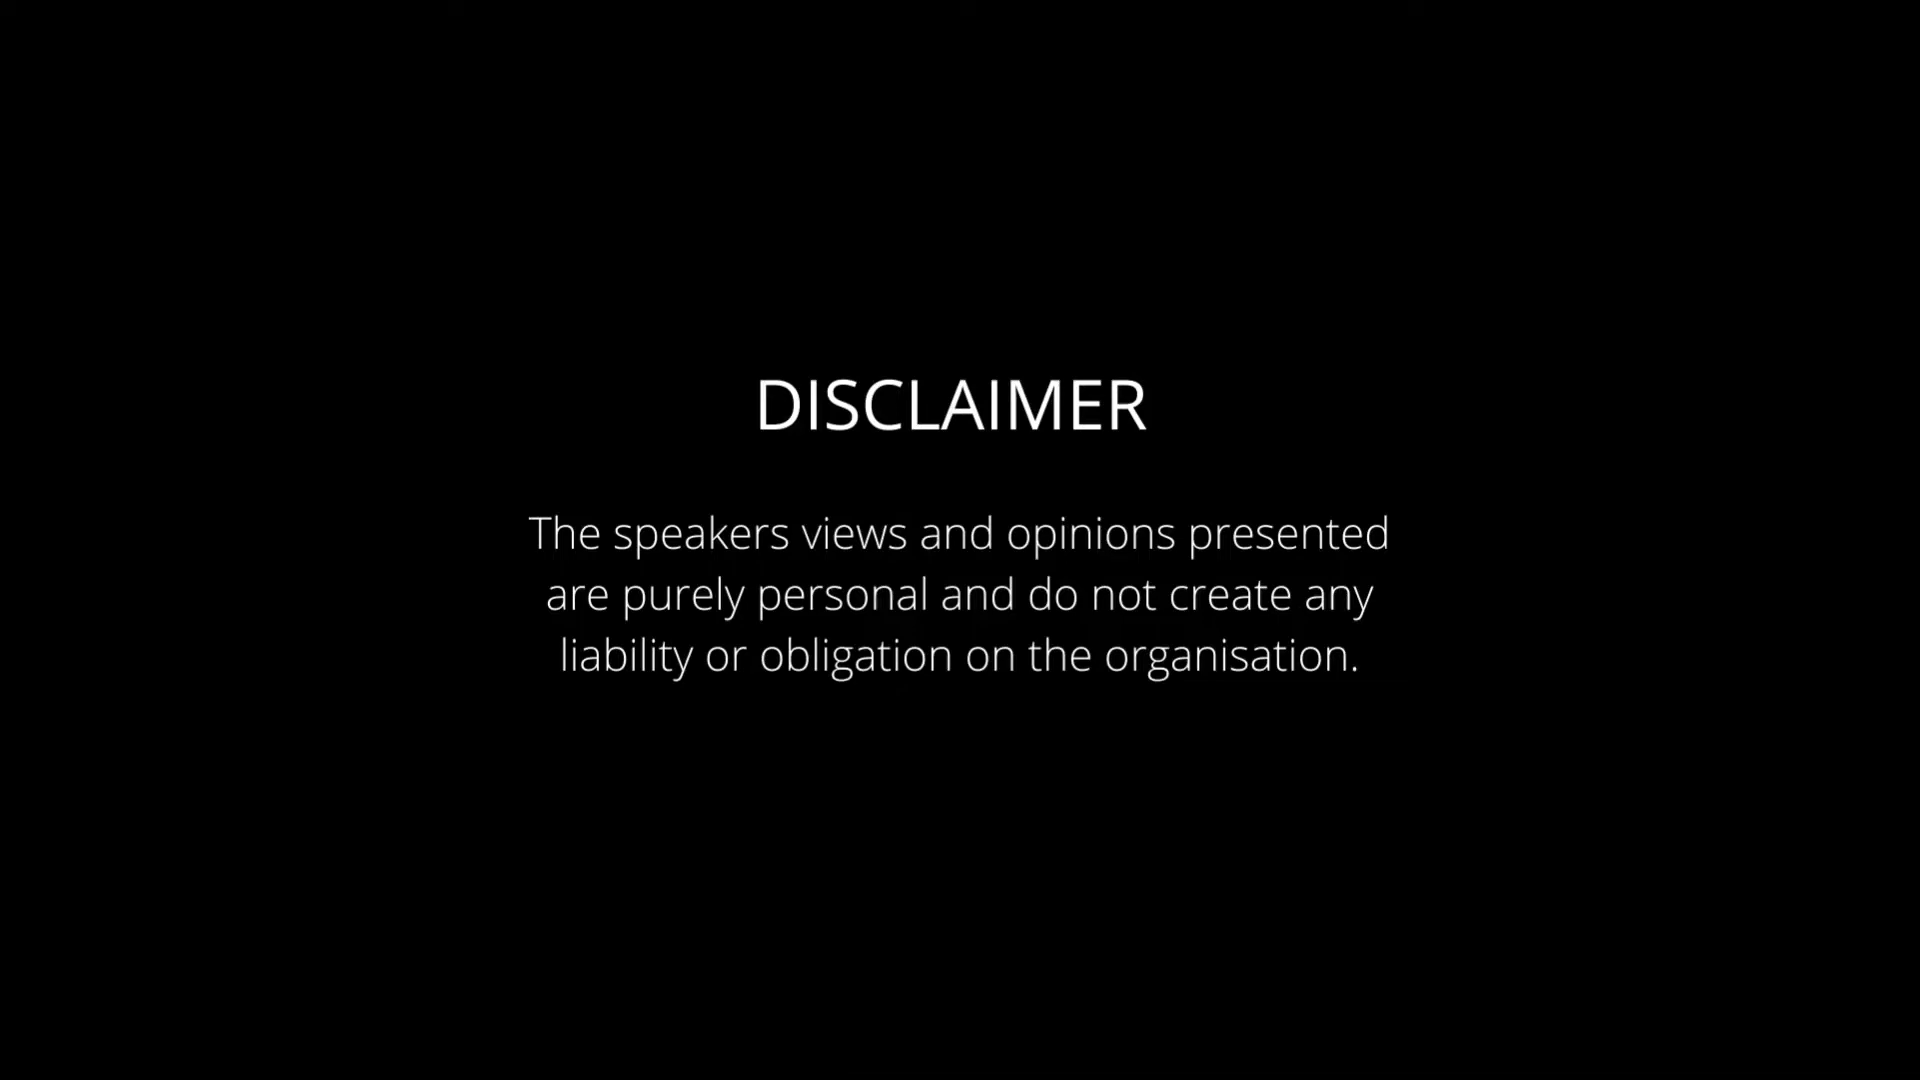 DISCLAIMER
The speakers views and opinions presented
are purely personal and do not create any
liability or obligation on the organisation.